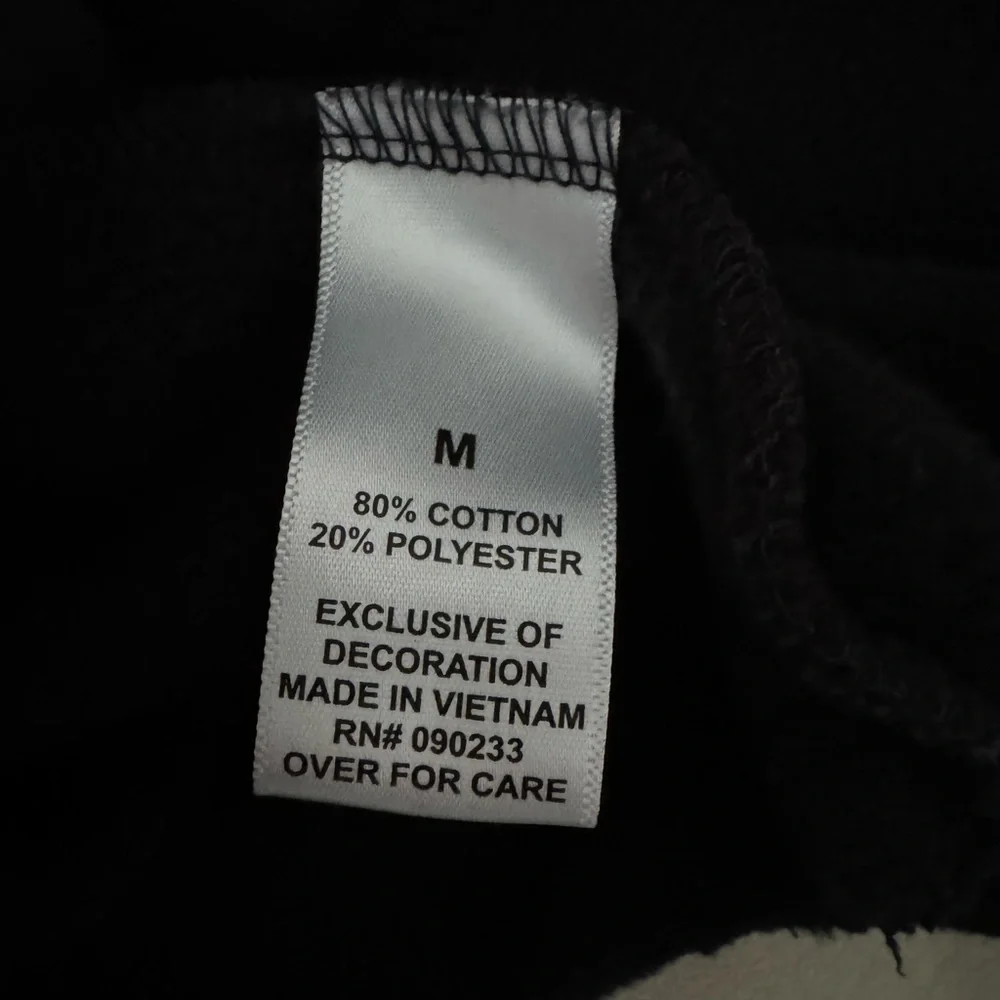 M
80% COTTON
20% POLYESTER
EXCLUSIVE OF
DECORATION
MADE IN VIETNAM
RN# 090233
OVER FOR CARE